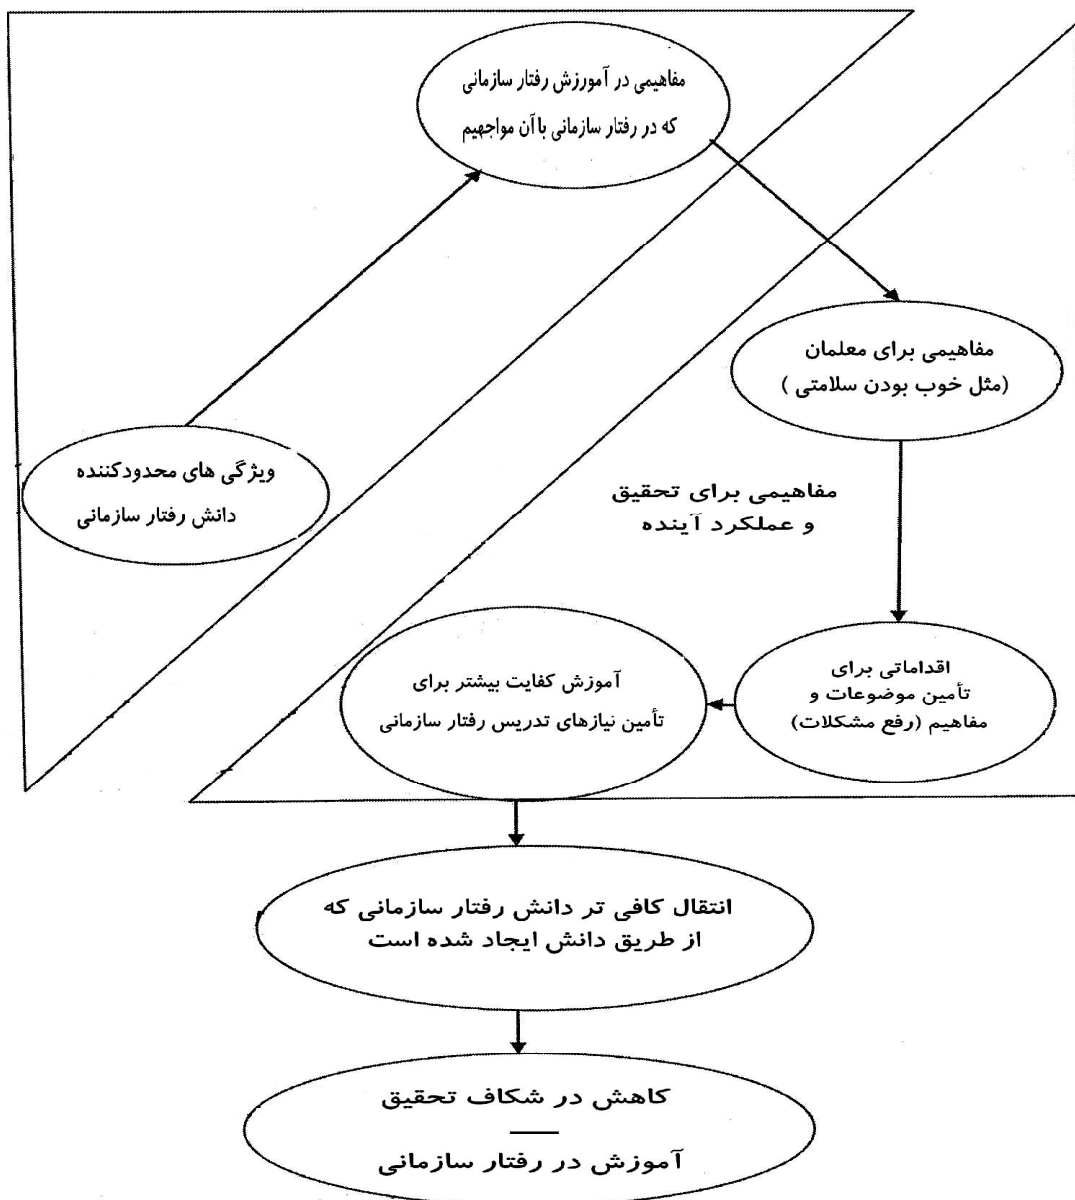 مفاهیمی در آمورزش رفتار سازمانی
که در رفتار سازمانی با آن مواجهیم
مفاهیمی برای معلمان
(مثل خوب بودن سلامتی )
ویژگی های محدودکننده
دانش رفتار سازمانی
مفاهیمی برای تحقیق
و عملکرد آینده
اقداماتی برای
تأمین موضوعات و
مفاهیم (رفع مشکلات)
آموزش کفایت بیشتر برای
تأمین نیازهای تدریس رفتار سازمانی
انتقال کافی تر دانش رفتار سازمانی که
از طریق دانش ایجاد شده است
کاهش در شکاف تحقیق
—
آموزش در رفتار سازمانی